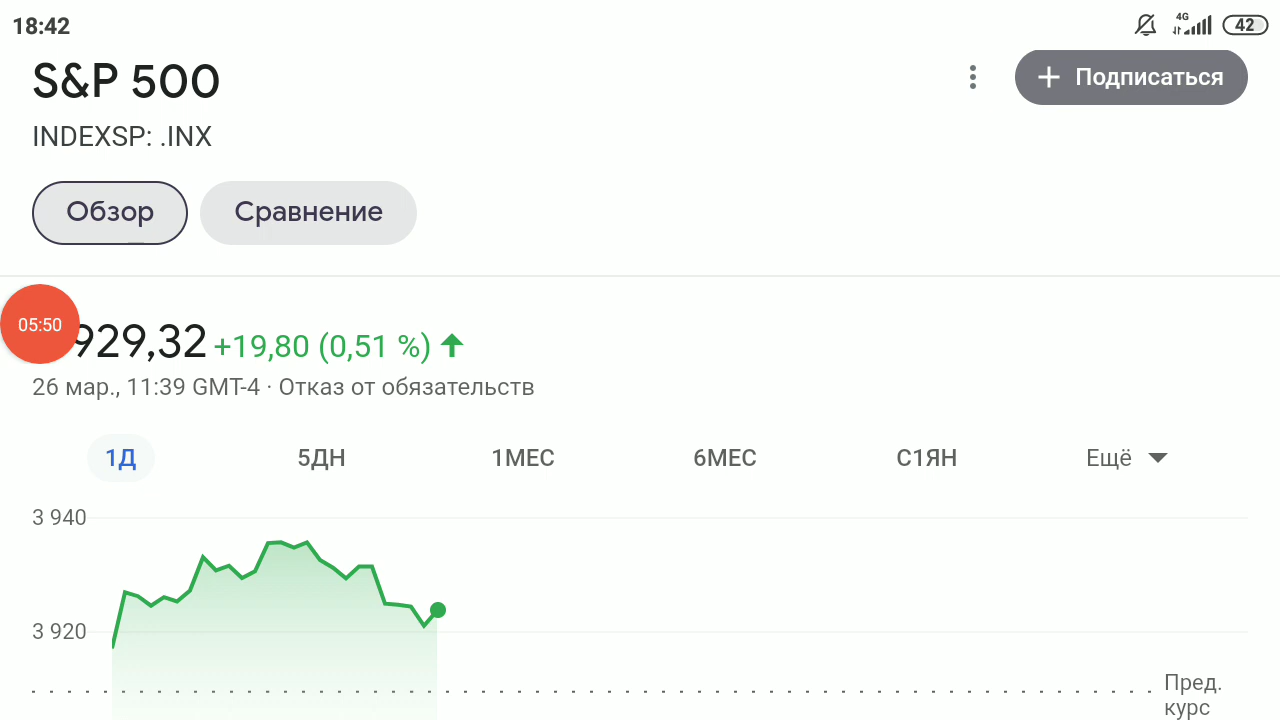 18:42
4G
42
S&P 500
Подписаться
INDEXSP: .INX
Обзор
Сравнение
05:50
929,32 +19,80 (0,51 %)
26 мар., 11:39 GMT-4 · Отказ от обязательств
1Д
5ДН
1МЕС
6МЕС
С1ЯН
Ещё
3 940
3 920
Пред.
курс